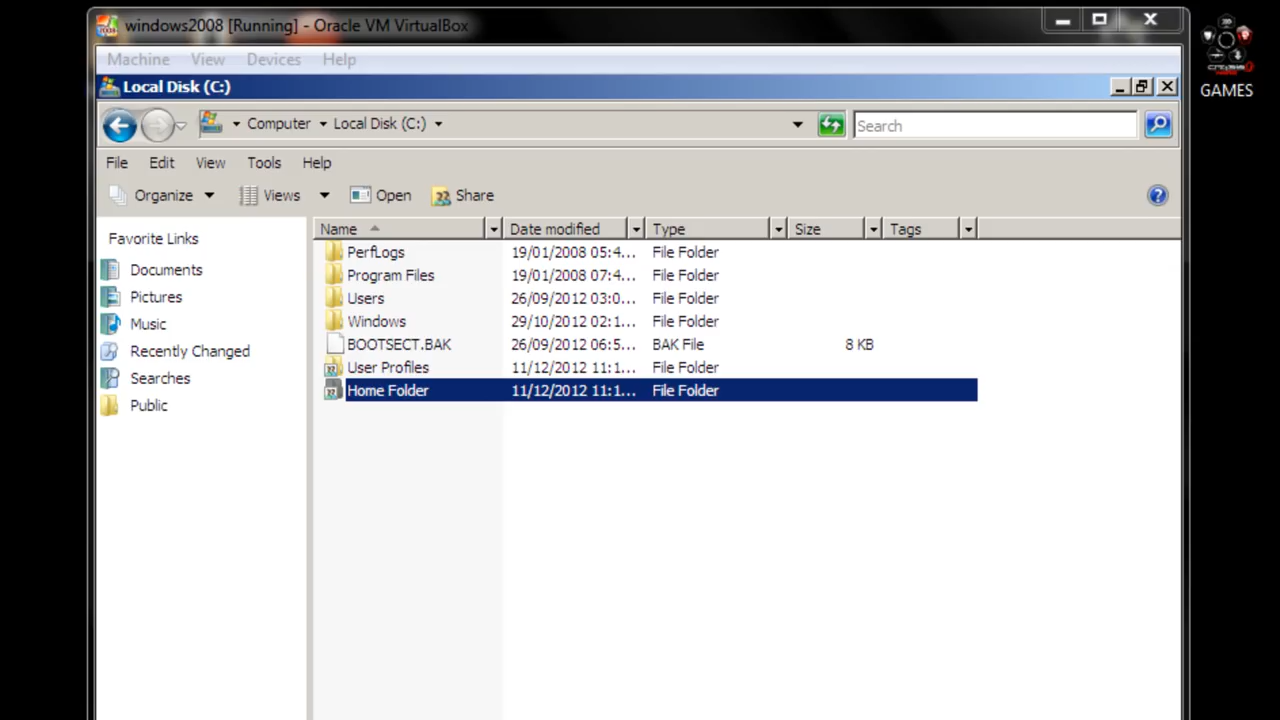 windows2008 [Running] - Oracle VM VirtualBox
Machine View Devices Help
Local Disk (C:)
GAMES
Computer Local Disk (C:) Search
File Edit View Tools Help
Organize Views Open Share
Name Date modified Type Size Tags
Favorite Links
Documents
Pictures
Music
Recently Changed
Searches
Public
PerfLogs 19/01/2008 05:4... File Folder
Program Files 19/01/2008 07:4... File Folder
Users 26/09/2012 03:0... File Folder
Windows 29/10/2012 02:1... File Folder
BOOTSECT.BAK 26/09/2012 06:5... BAK File 8 KB
User Profiles 11/12/2012 11:1... File Folder
Home Folder 11/12/2012 11:1... File Folder